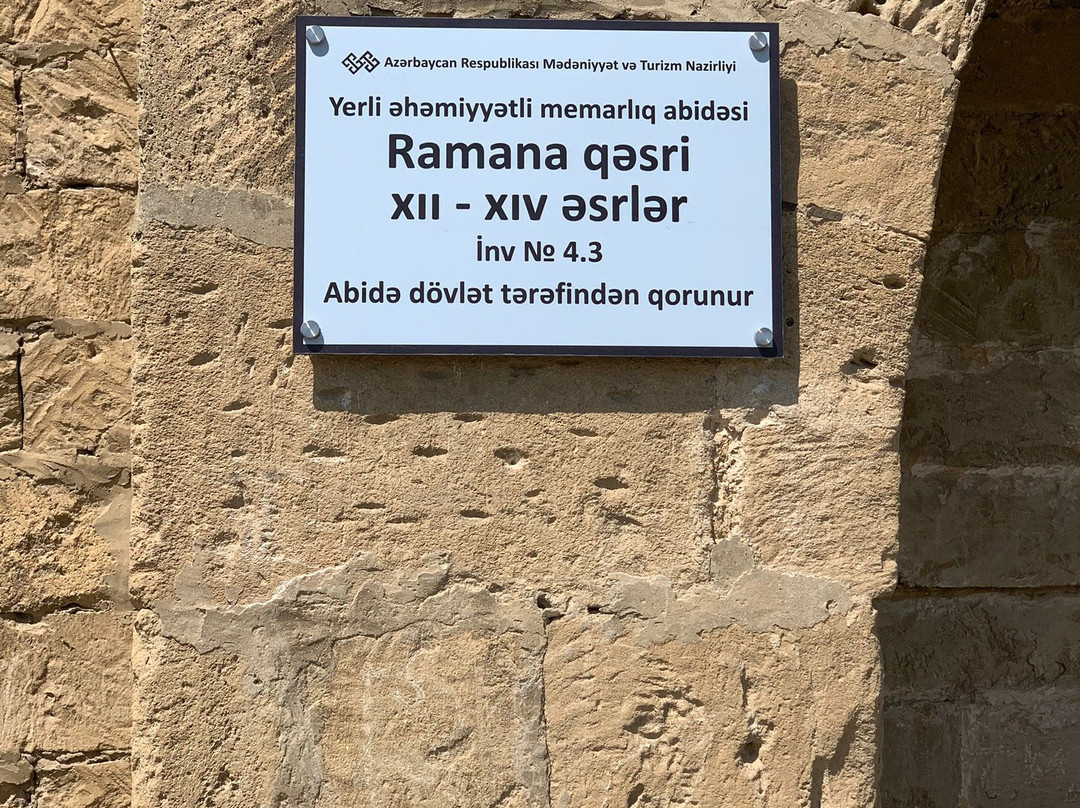 Azərbaycan Respublikası Mədəniyyət və Turizm Nazirliyi
Yerli əhəmiyyətli memarlıq abidəsi
Ramana qəsri
XII - XIV əsrlər
İnv № 4.3
Abidə dövlət tərəfindən qorunur